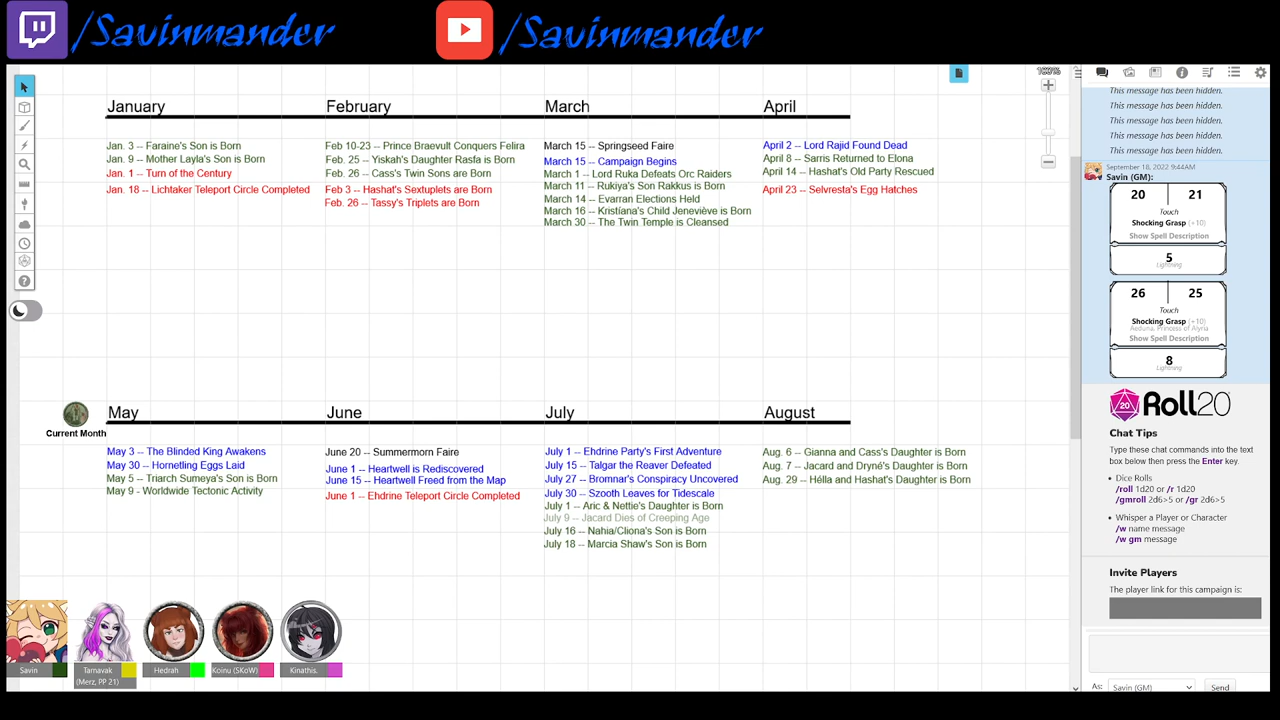 /Savinmander
/Savinmander
January
Jan. 3 -- Faraine's Son is Born
Jan. 9 -- Mother Layla's Son is Born
Jan. 1 -- Turn of the Century
Jan. 18 -- Lichtaker Teleport Circle Completed
February
Feb 10-23 -- Prince Braevult Conquers Felira
Feb. 25 -- Yiskah's Daughter Rasfa is Born
Feb. 26 -- Cass's Twin Sons are Born
Feb 3 -- Hashat's Sextuplets are Born
Feb. 26 -- Tassy's Triplets are Born
March
March 15 -- Springseed Faire
March 15 -- Campaign Begins
March 1 -- Lord Ruka Defeats Orc Raiders
March 11 -- Rukiya's Son Rakkus is Born
March 14 -- Evarran Elections Held
March 16 -- Kristíana's Child Jeneviève is Born
March 30 -- The Twin Temple is Cleansed
April
April 2 -- Lord Rajid Found Dead
April 8 -- Sarris Returned to Elona
April 14 -- Hashat's Old Party Rescued
April 23 -- Selvresta's Egg Hatches
Current Month
May
May 3 -- The Blinded King Awakens
May 30 -- Hornetling Eggs Laid
May 5 -- Triarch Sumeya's Son is Born
May 9 - Worldwide Tectonic Activity
June
June 20 -- Summermorn Faire
June 1 -- Heartwell is Rediscovered
June 15 -- Heartwell Freed from the Map
June 1 -- Ehdrine Teleport Circle Completed
July
July 1 -- Ehdrine Party's First Adventure
July 15 -- Talgar the Reaver Defeated
July 27 -- Bromnar's Conspiracy Uncovered
July 30 -- Szooth Leaves for Tidescale
July 1 -- Aric & Nettie's Daughter is Born
July 9 -- Jacard Dies of Creeping Age
July 16 -- Nahia/Cliona's Son is Born
July 18 -- Marcia Shaw's Son is Born
August
Aug. 6 -- Gianna and Cass's Daughter is Born
Aug. 7 -- Jacard and Dryné's Daughter is Born
Aug. 29 -- Hélla and Hashat's Daughter is Born
Savin
Tarnavak
(Merz, PP 21)
Hedrah
Koinu (SKoW)
Kinathis.
100%
This message has been hidden.
This message has been hidden.
This message has been hidden.
This message has been hidden.
This message has been hidden.
September 18, 2022 9:44AM
Savin (GM):
20 21
Touch
Shocking Grasp (+10)
Show Spell Description
5
Lightning
26 25
Touch
Shocking Grasp (+10)
Princess of Alyria
Show Spell Description
8
Lightning
20
Roll20
Chat Tips
Type these chat commands into the text box below then press the Enter key.
Dice Rolls
/roll 1d20 or /r 1d20
/gmroll 2d6>5 or /gr 2d6>5
Whisper a Player or Character
/w name message
/w gm message
Invite Players
The player link for this campaign is:
As: Savin (GM) Send